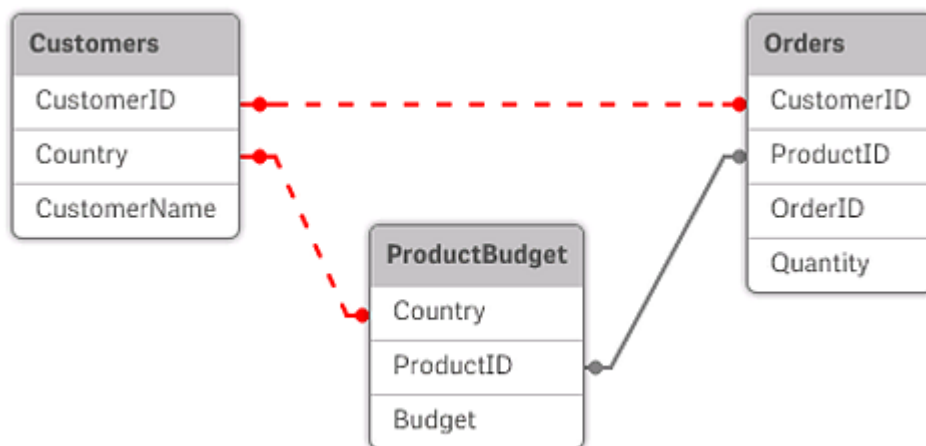 Customers
CustomerID
Country
CustomerName
ProductBudget
Country
ProductID
Budget
Orders
CustomerID
ProductID
OrderID
Quantity